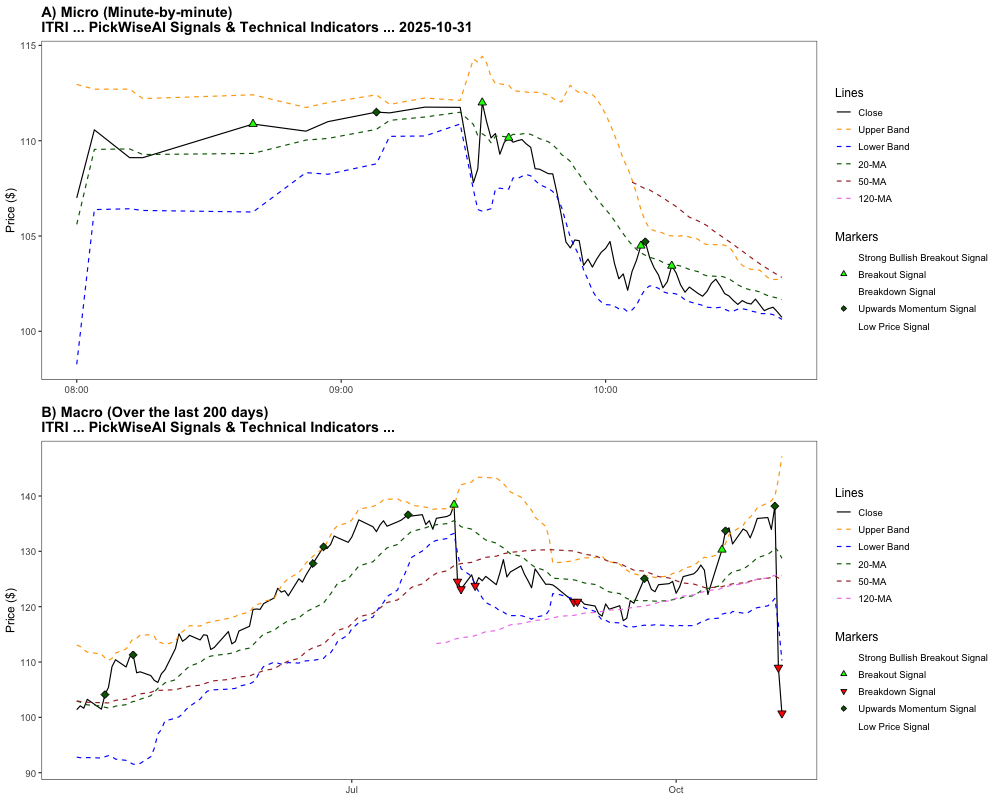 A) Micro (Minute-by-minute)
ITRI ... PickWiseAI Signals & Technical Indicators ... 2025-10-31
115
110
105
100
Price ($)
08:00
09:00
10:00
Lines
Close
Upper Band
Lower Band
20-MA
50-MA
120-MA
Markers
Strong Bullish Breakout Signal
Breakout Signal
Breakdown Signal
Upwards Momentum Signal
Low Price Signal
B) Macro (Over the last 200 days)
ITRI ... PickWiseAI Signals & Technical Indicators ...
140
130
120
110
100
90
Price ($)
Jul
Oct
Lines
Close
Upper Band
Lower Band
20-MA
50-MA
120-MA
Markers
Strong Bullish Breakout Signal
Breakout Signal
Breakdown Signal
Upwards Momentum Signal
Low Price Signal